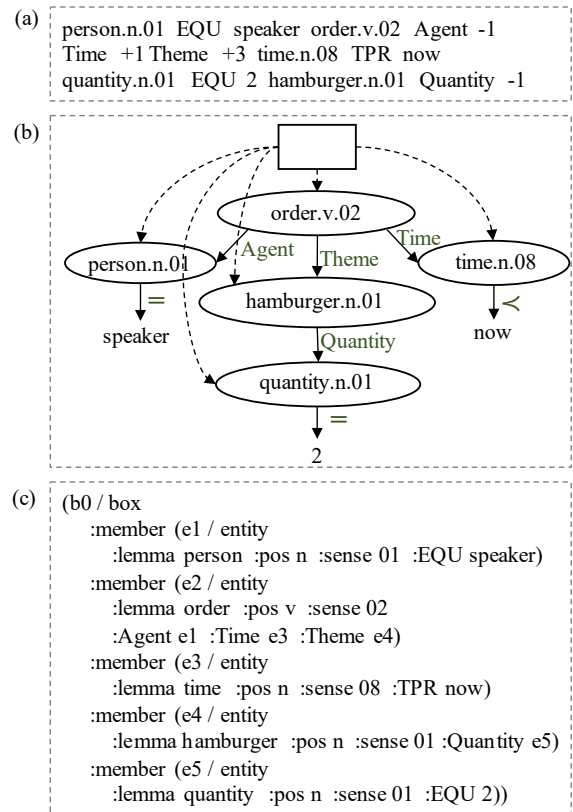 (a)
person.n.01 EQU speaker order.v.02 Agent -1
Time +1 Theme +3 time.n.08 TPR now
quantity.n.01 EQU 2 hamburger.n.01 Quantity -1
(b)
order.v.02
Agent
Theme
Time
person.n.01
time.n.08
=
hamburger.n.01
≺
speaker
now
Quantity
quantity.n.01
=
2
(c)
(b0 / box
:member (e1 / entity
:lemma person :pos n :sense 01 :EQU speaker)
:member (e2 / entity
:lemma order :pos v :sense 02
:Agent e1 :Time e3 :Theme e4)
:member (e3 / entity
:lemma time :pos n :sense 08 :TPR now)
:member (e4 / entity
:lemma hamburger :pos n :sense 01 :Quantity e5)
:member (e5 / entity
:lemma quantity :pos n :sense 01 :EQU 2))